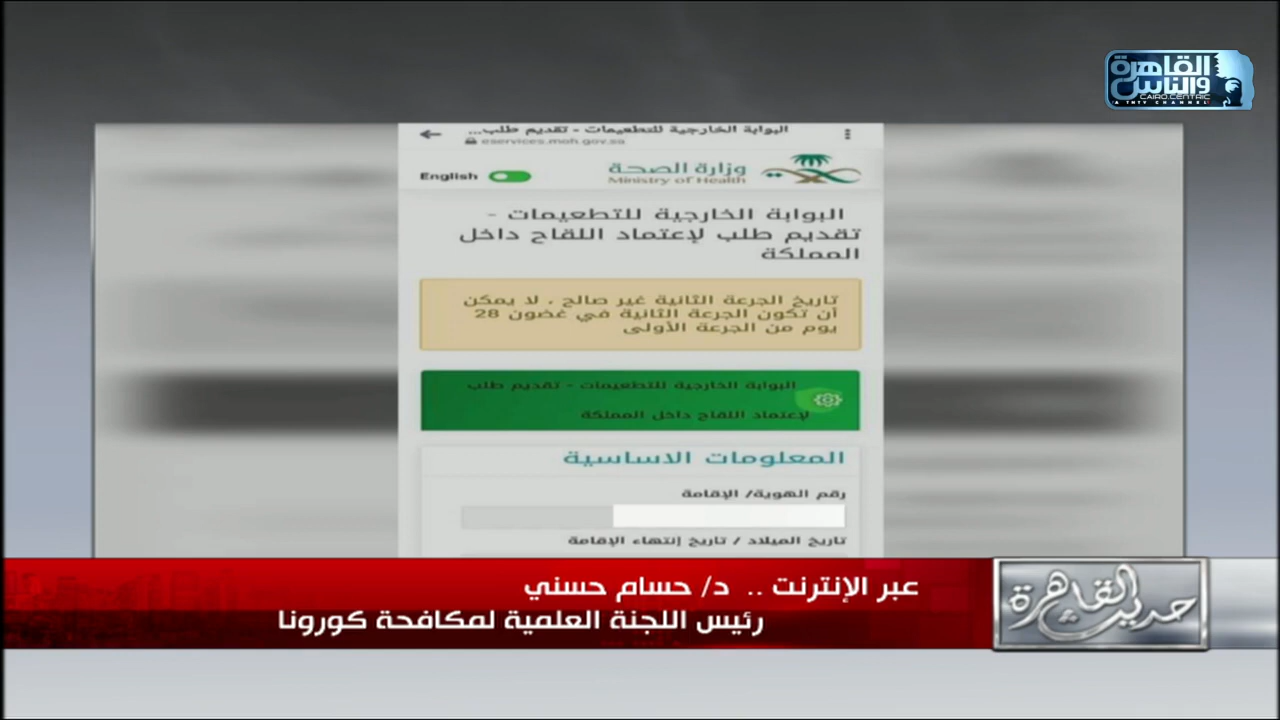 القاهرة
والناس
CAIRO.CENTRIC
A TNTV CHANNEL
البوابة الخارجية للتطعيمات - تقديم طلب...
eservices.moh.gov.sa
English
وزارة الصحة
Ministry of Health
البوابة الخارجية للتطعيمات -
تقديم طلب لإعتماد اللقاح داخل
المملكة
تاريخ الجرعة الثانية غير صالح ، لا يمكن
أن تكون الجرعة الثانية في غضون 28
يوم من الجرعة الأولى
البوابة الخارجية للتطعيمات - تقديم طلب
لإعتماد اللقاح داخل المملكة
المعلومات الاساسية
رقم الهوية/ الإقامة
تاريخ الميلاد / تاريخ إنتهاء الإقامة
عبر الإنترنت .. د/ حسام حسني
رئيس اللجنة العلمية لمكافحة كورونا
حديث القاهرة